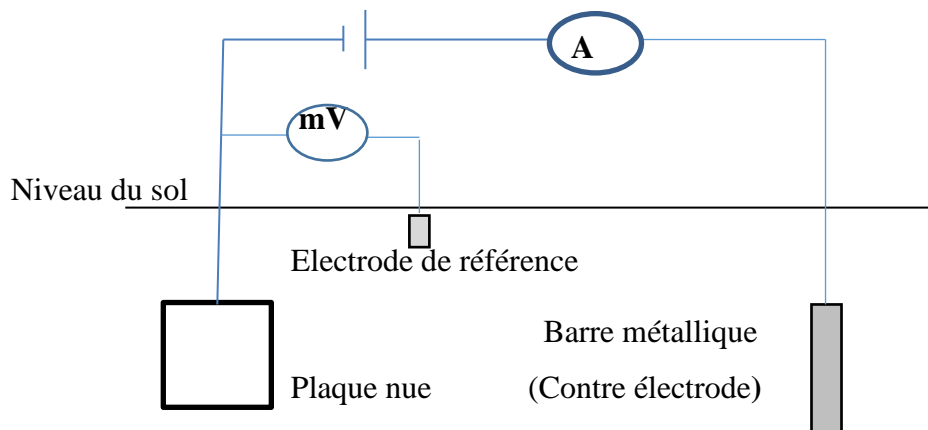 A
mV
Niveau du sol
Electrode de référence
Barre métallique
Plaque nue
(Contre électrode)